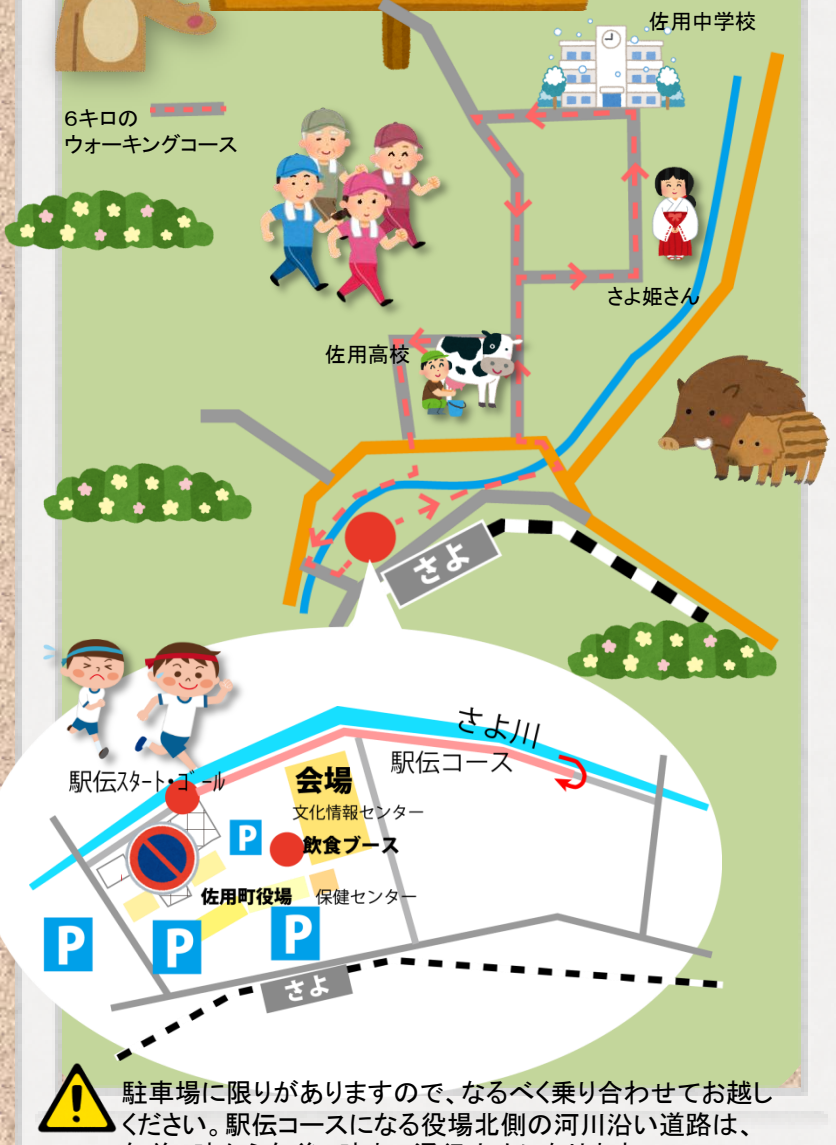 佐用中学校
6キロの
ウォーキングコース
さよ姫さん
佐用高校
さよ
さよ川
駅伝コース
駅伝スタート・ゴール
会場
文化情報センター
P
飲食ブース
佐用町役場 保健センター
P
P
P
さよ
駐車場に限りがありますので、なるべく乗り合わせてお越し
ください。駅伝コースになる役場北側の河川沿い道路は、